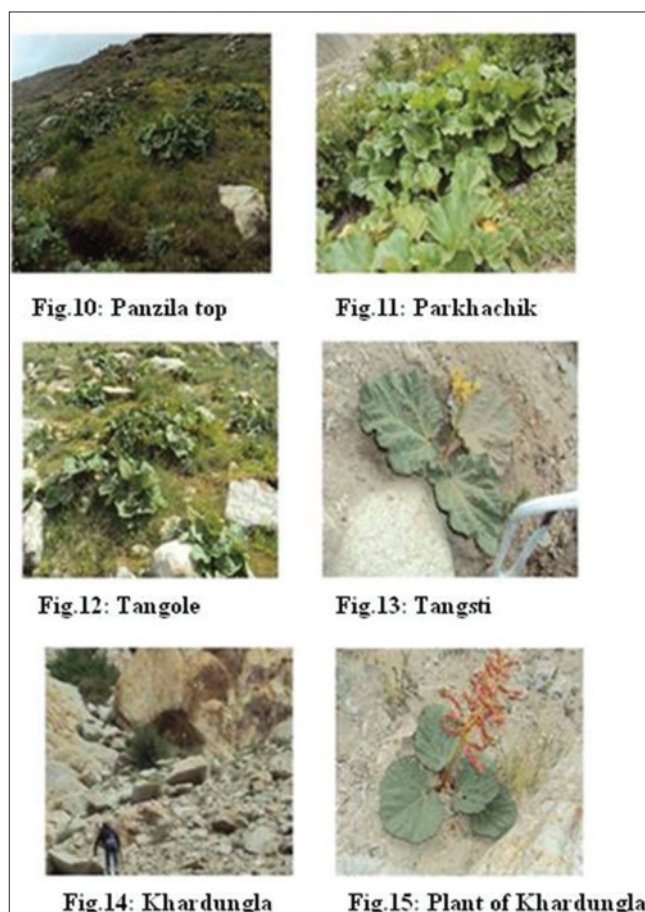 Fig.10: Panzila top
Fig.11: Parkhachik
Fig.12: Tangole
Fig.13: Tangsti
Fig.14: Khardungla
Fig.15: Plant of Khardungla